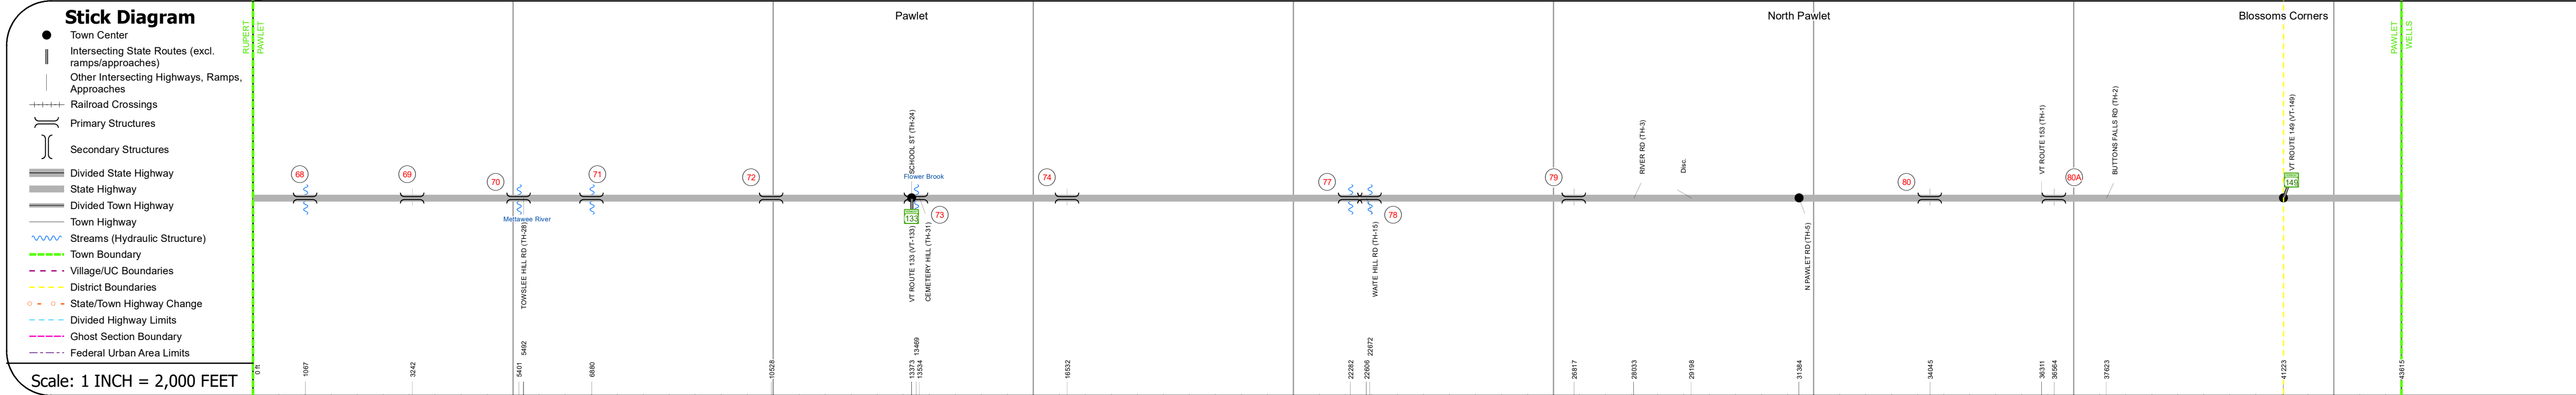 Stick Diagram
Town Center
Intersecting State Routes (excl.
ramps/approaches)
Other Intersecting Highways, Ramps,
Approaches
Railroad Crossings
Primary Structures
Secondary Structures
Divided State Highway
State Highway
Divided Town Highway
Town Highway
Streams (Hydraulic Structure)
Town Boundary
Village/UC Boundaries
District Boundaries
State/Town Highway Change
Divided Highway Limits
Ghost Section Boundary
Federal Urban Area Limits
Scale: 1 INCH = 2,000 FEET
RUPERT
PAWLET
Pawlet
North Pawlet
Blossoms Corners
PAWLET
WELLS
68
69
70
71
72
73
74
77
78
79
80
80A
Mettawee River
Flower Brook
TOWSLEE HILL RD (TH-28)
SCHOOL ST (TH-24)
133
VT ROUTE 133 (VT-133)
CEMETERY HILL (TH-31)
WAITE HILL RD (TH-15)
RIVER RD (TH-3)
Disc.
N PAWLET RD (TH-5)
VT ROUTE 153 (TH-1)
BUTTONS FALLS RD (TH-2)
VT ROUTE 149 (VT-149)
149
0 ft
1067
3242
5401
5492
6880
10528
13373
13469
13534
16532
22282
22606
22672
26817
28033
29198
31384
34045
36311
36564
37623
41223
43615